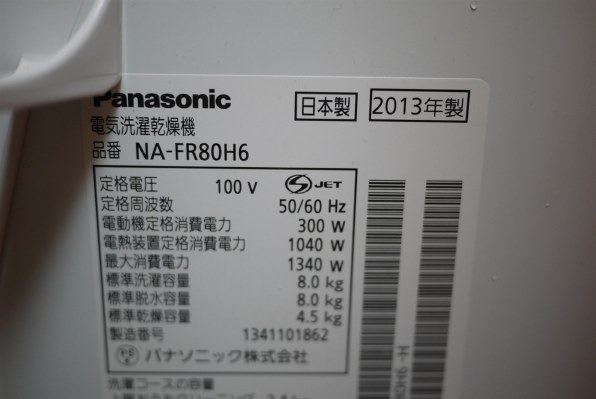 Panasonic 日本製 2013年製
電気洗濯乾燥機
品番 NA-FR80H6
定格電圧 100 V S JET
定格周波数 50/60 Hz
電動機定格消費電力 300 W
電熱装置定格消費電力 1040 W
最大消費電力 1340 W
標準洗濯容量 8.0 kg
標準脱水容量 8.0 kg
標準乾燥容量 4.5 kg
製造番号 1341101862
パナソニック株式会社
洗濯コースの容量
80H6